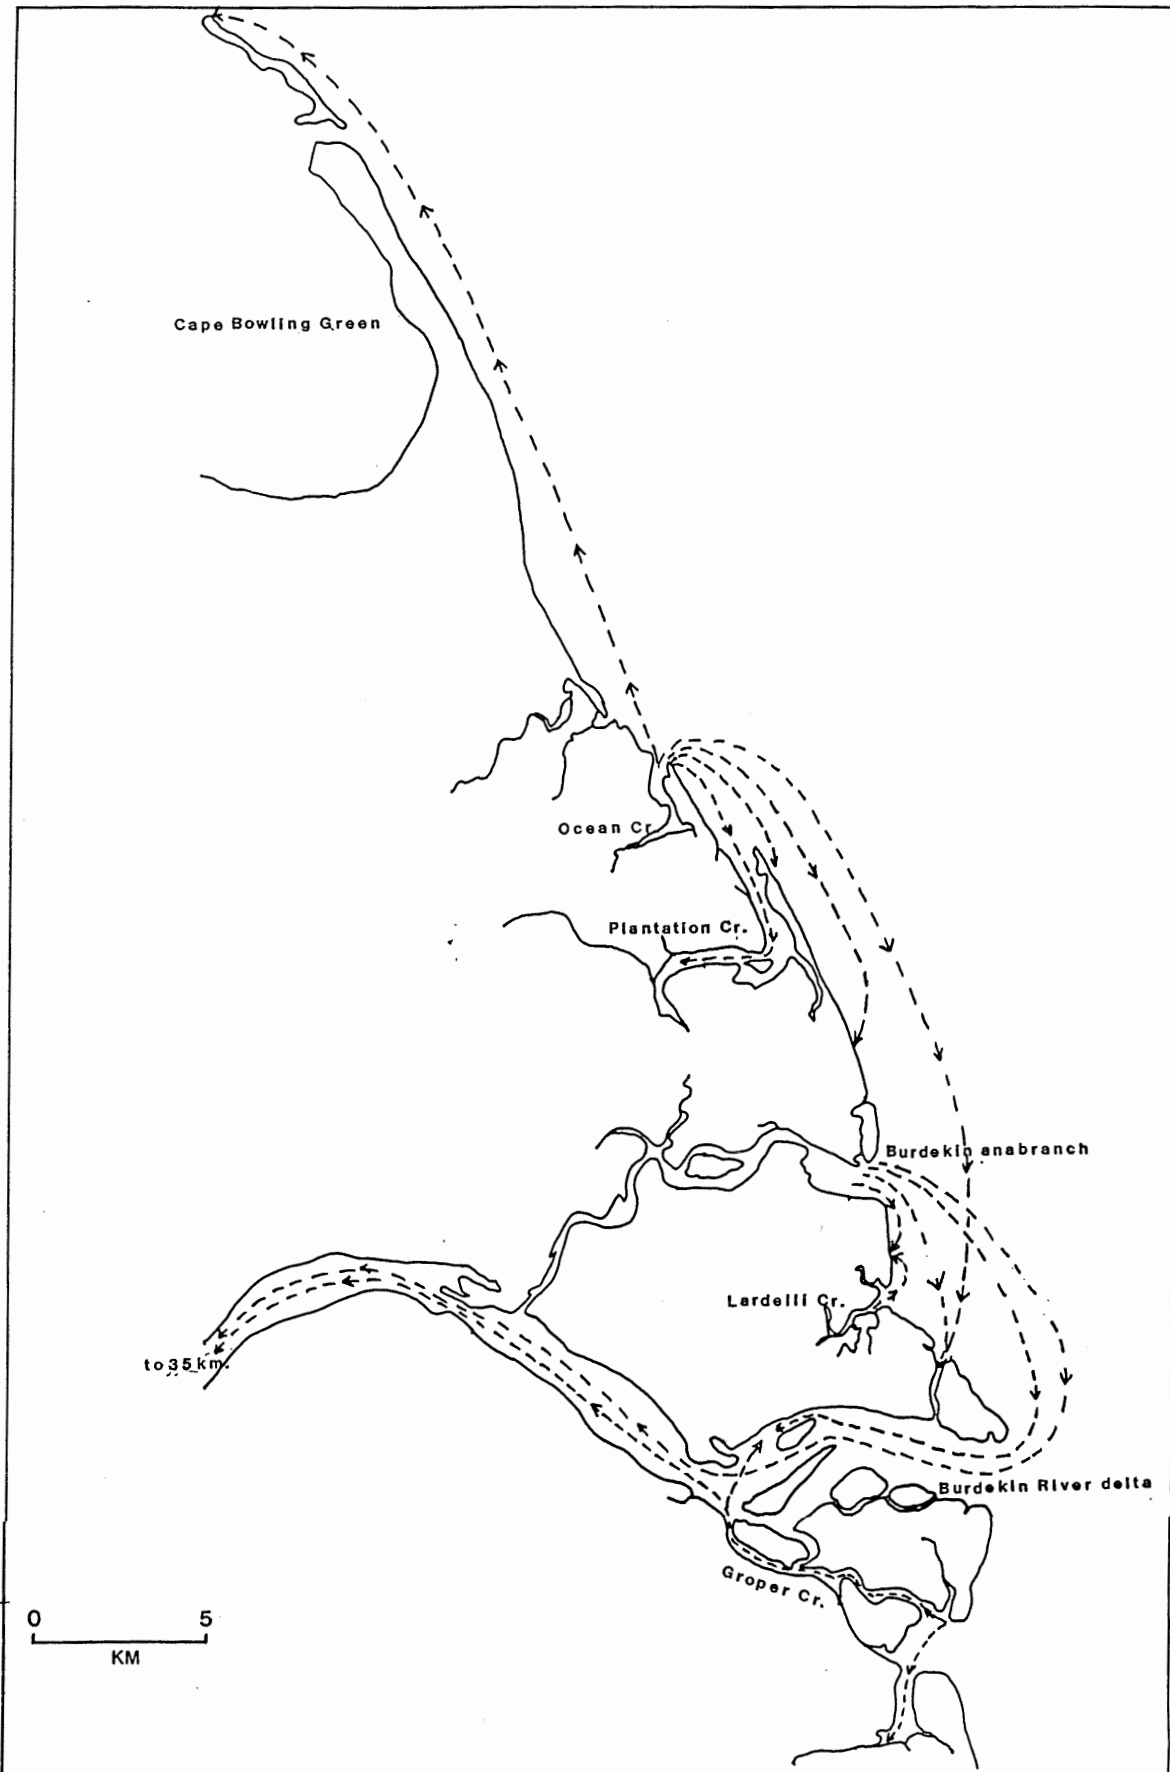 Cape Bowling Green
Ocean Cr
Plantation Cr.
Burdekin anabranch
Lardelli Cr.
to 35 km.
Burdekin River delta
Groper Cr.
0 5
KM